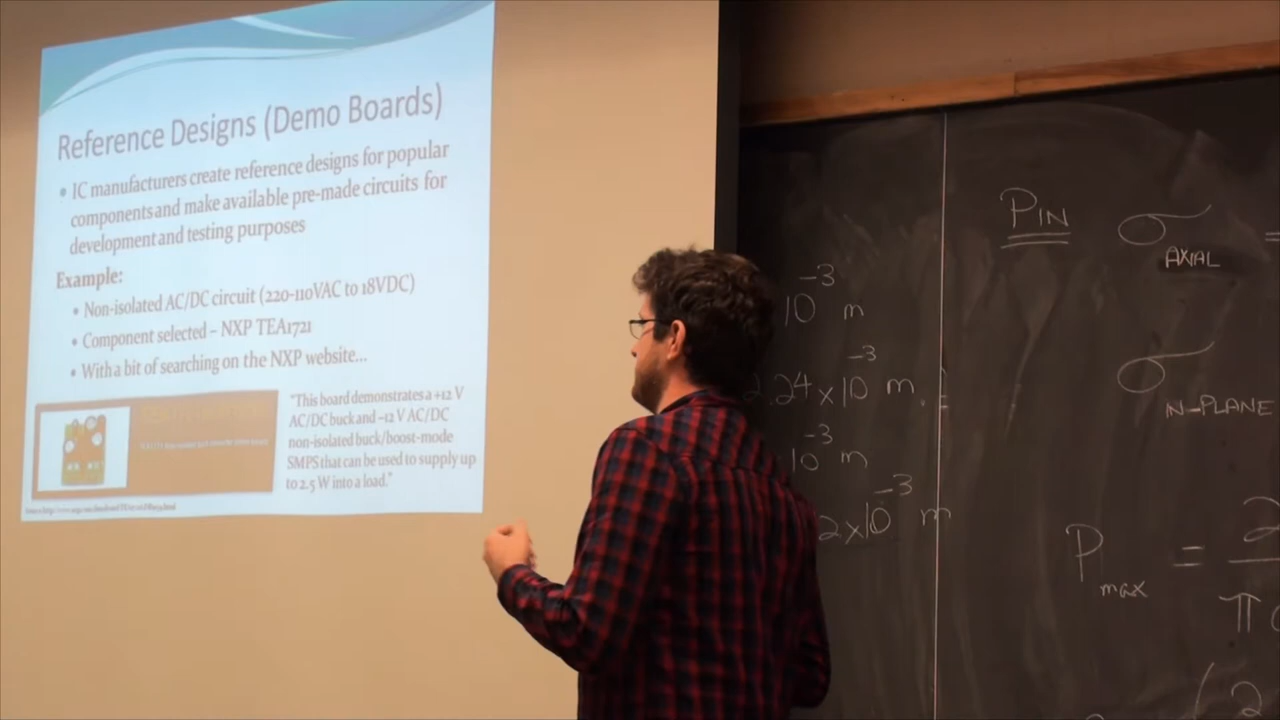 Reference Designs (Demo Boards)
• IC manufacturers create reference designs for popular
components and make available pre-made circuits for
development and testing purposes
Example:
• Non-isolated AC/DC circuit (220-110VAC to 18VDC)
• Component selected – NXP TEA1721
• With a bit of searching on the NXP website...
"This board demonstrates a +12 V
AC/DC buck and –12 V AC/DC
non-isolated buck/boost-mode
SMPS that can be used to supply up
to 2.5 W into a load."
10⁻³ m
2.24x10⁻³ m
10⁻³ m
2x10⁻³ m
PIN
σ AXIAL =
σ IN-PLANE
P max = 2
π
( 2